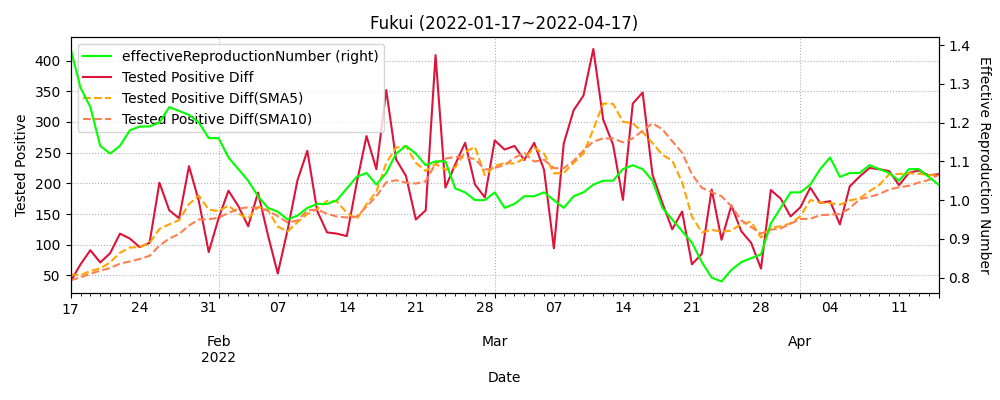 Fukui (2022-01-17~2022-04-17)
effectiveReproductionNumber (right)
Tested Positive Diff
Tested Positive Diff(SMA5)
Tested Positive Diff(SMA10)
Tested Positive
400
350
300
250
200
150
100
50
1.4
1.3
1.2
1.1
1.0
0.9
0.8
Effective Reproduction Number
17 24 31 07 14 21 28 07 14 21 28 04 11
Feb Mar Apr
2022
Date